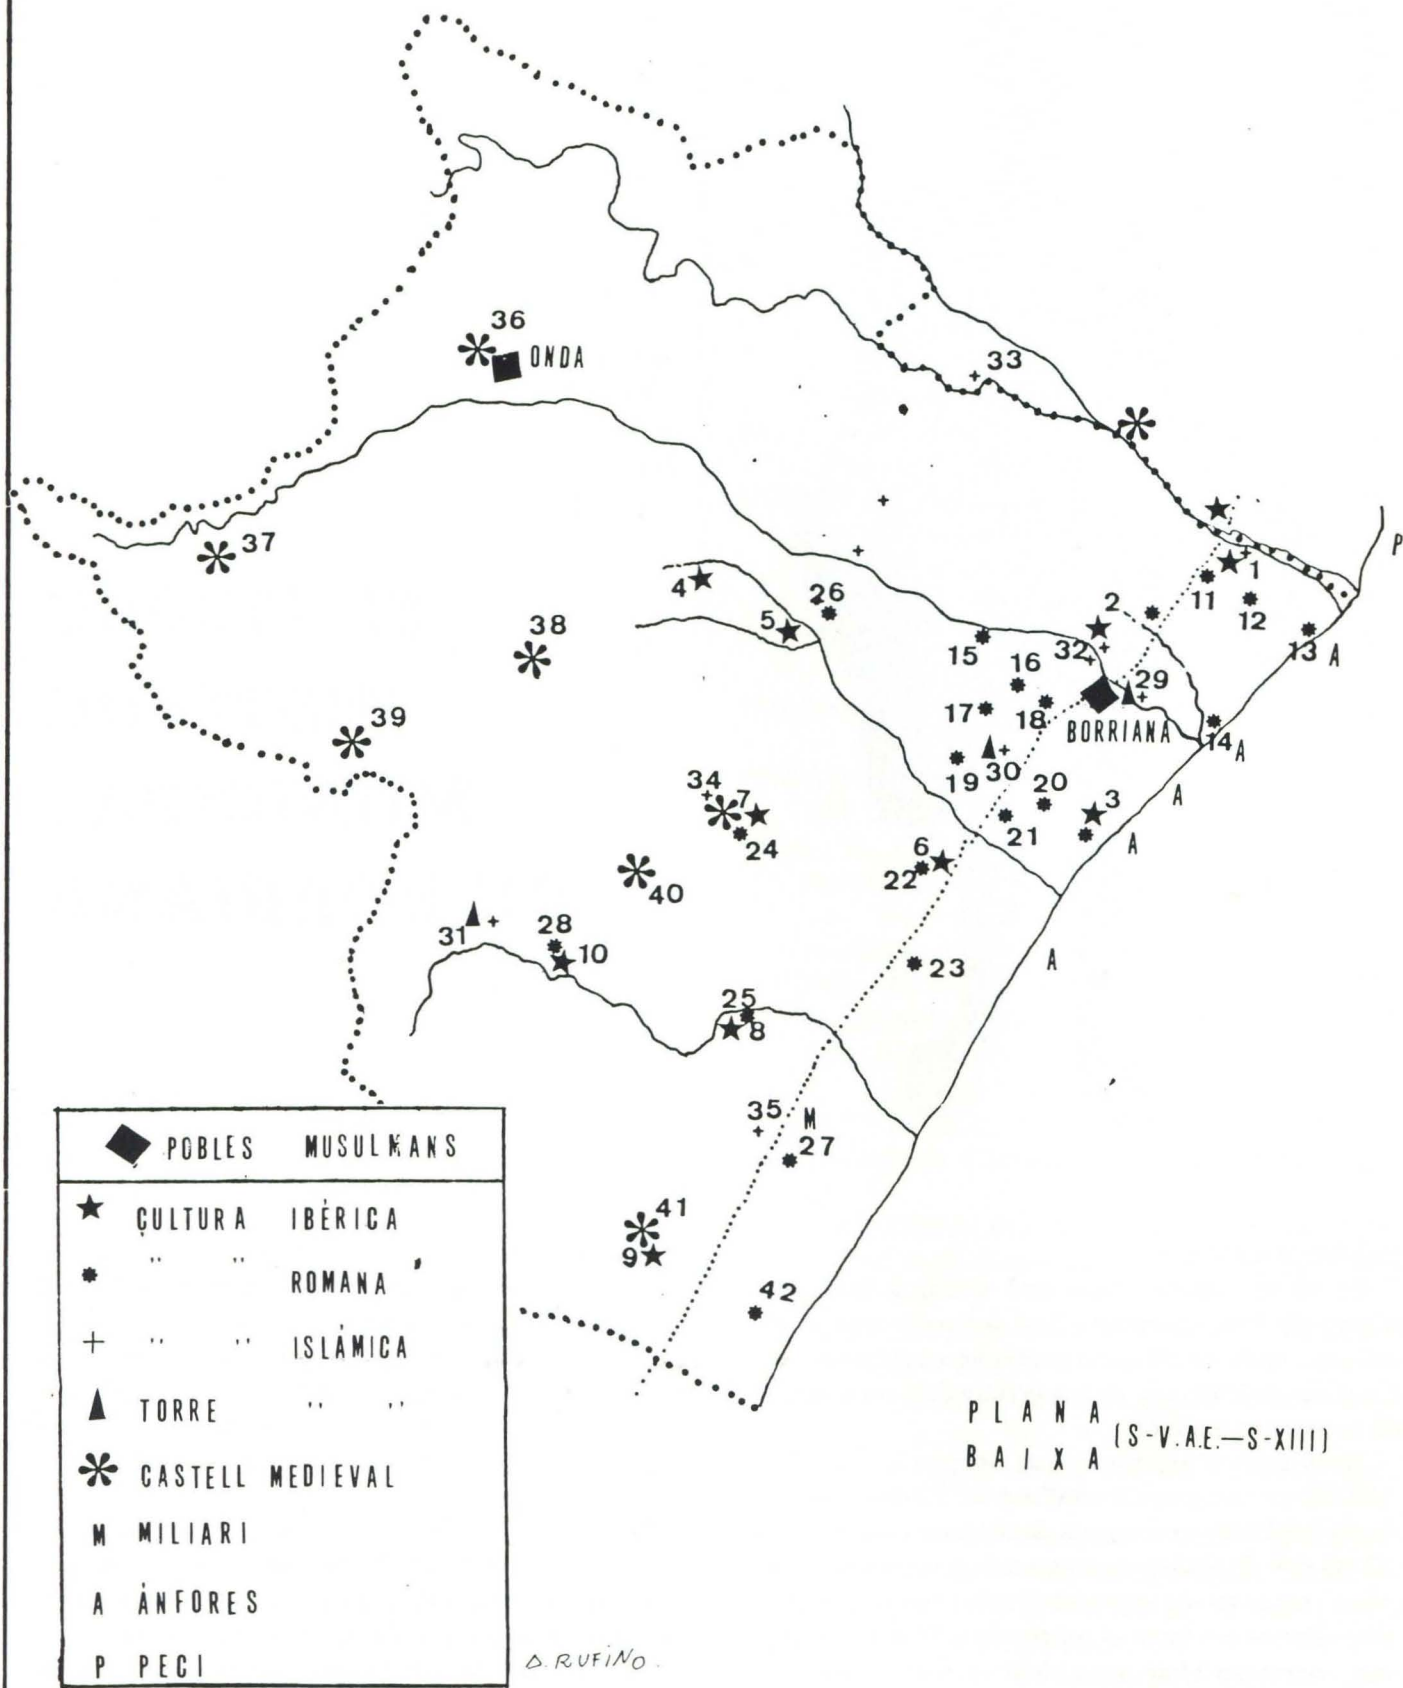 36
ONDA
33
37
P
1
11
12
13 A
4
26
5
2
32
15
16
29
17
18
BORRIANA
14 A
38
39
19
30
20
A
3
34
7
21
A
24
6
22
40
31
28
10
23
A
25
8
35
M
27
41
9
42
POBLES MUSULMANS
CULTURA IBÈRICA
" " ROMANA
+ " " ISLÀMICA
TORRE " "
CASTELL MEDIEVAL
M MILIARI
A ÀNFORES
P PECI
PLANA
BAIXA
(S-V.A.E.—S-XIII)
D. RUFINO.